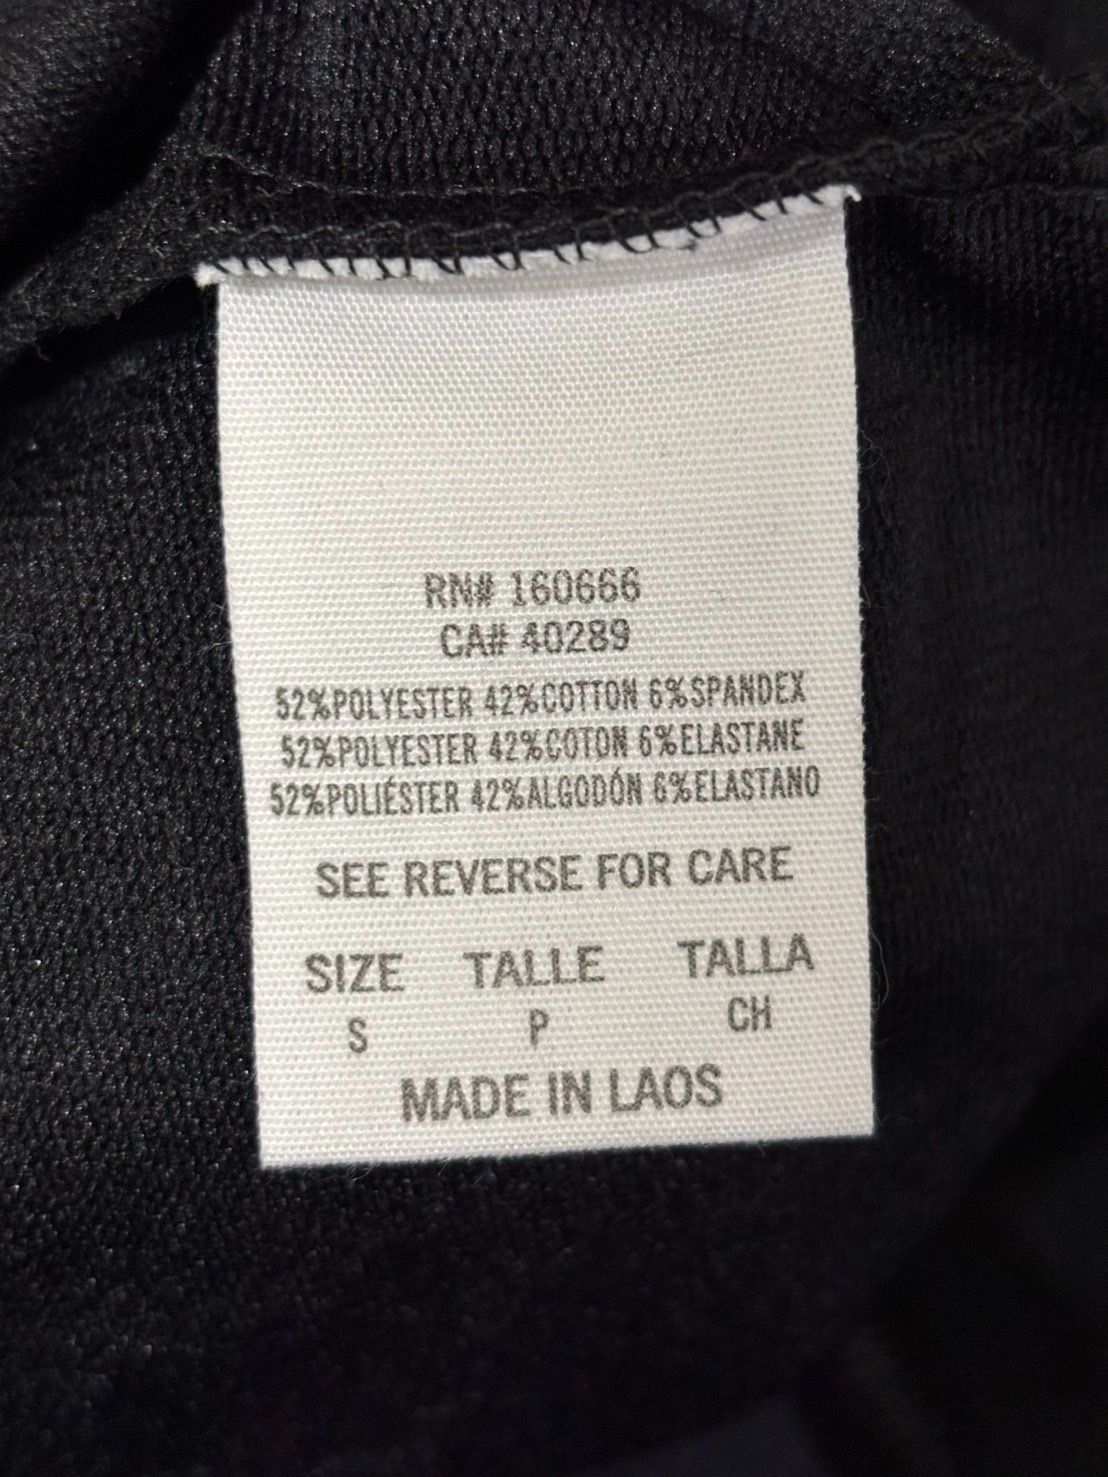 RN# 160666
CA# 40289
52%POLYESTER 42%COTTON 6%SPANDEX
52%POLYESTER 42%COTON 6%ELASTANE
52%POLIÉSTER 42%ALGODÓN 6%ELASTANO
SEE REVERSE FOR CARE
SIZE TALLE TALLA
S P CH
MADE IN LAOS